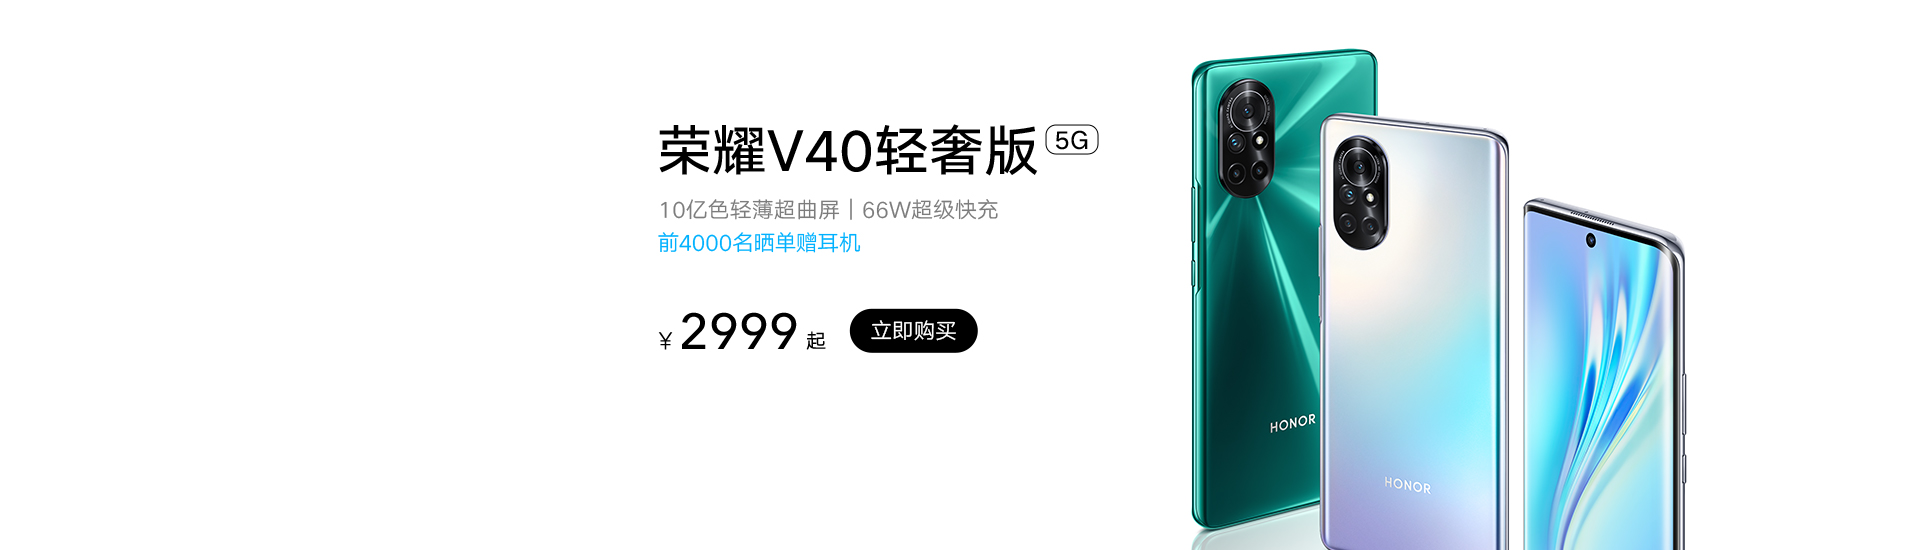 荣耀V40轻奢版 5G
10亿色轻薄超曲屏｜66W超级快充
前4000名晒单赠耳机
¥ 2999 起 立即购买
HONOR
HONOR